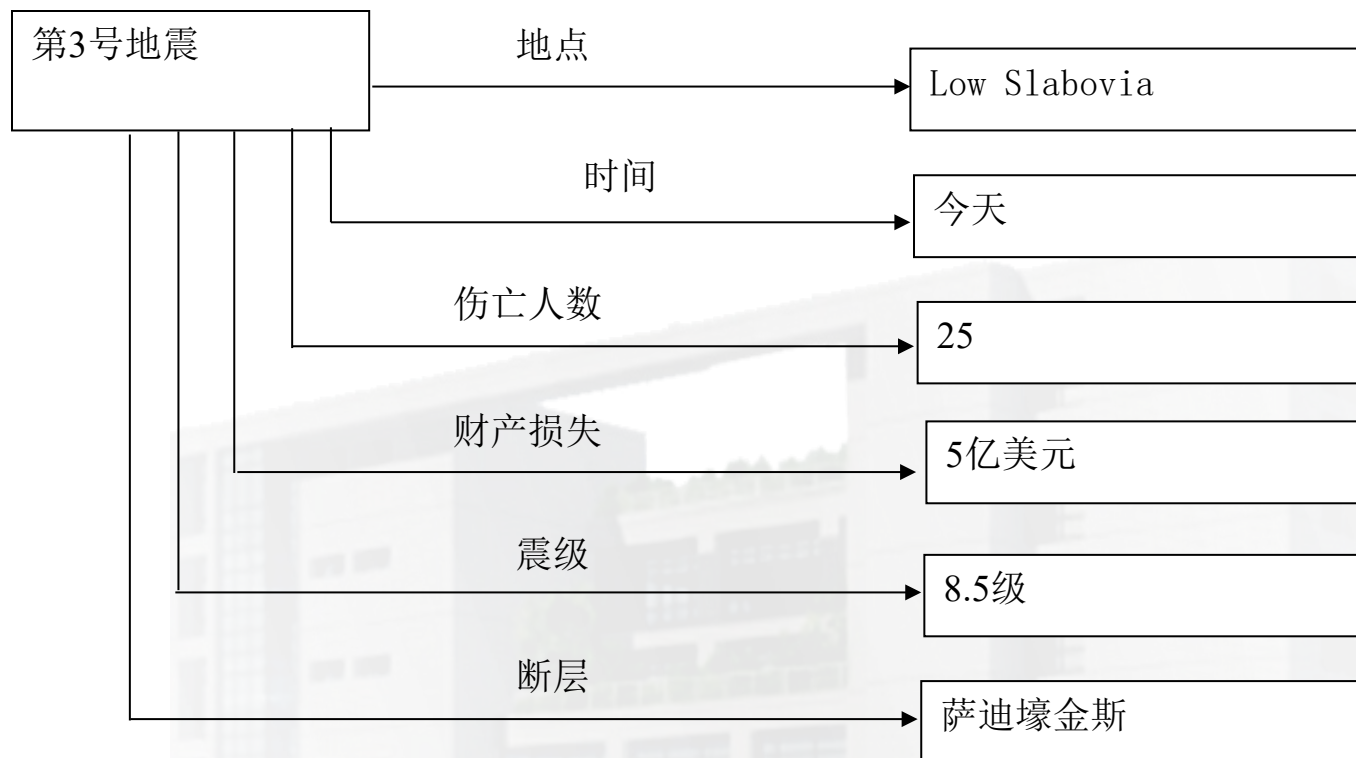 第3号地震
地点
Low Slabovia
时间
今天
伤亡人数
25
财产损失
5亿美元
震级
8.5级
断层
萨迪壕金斯